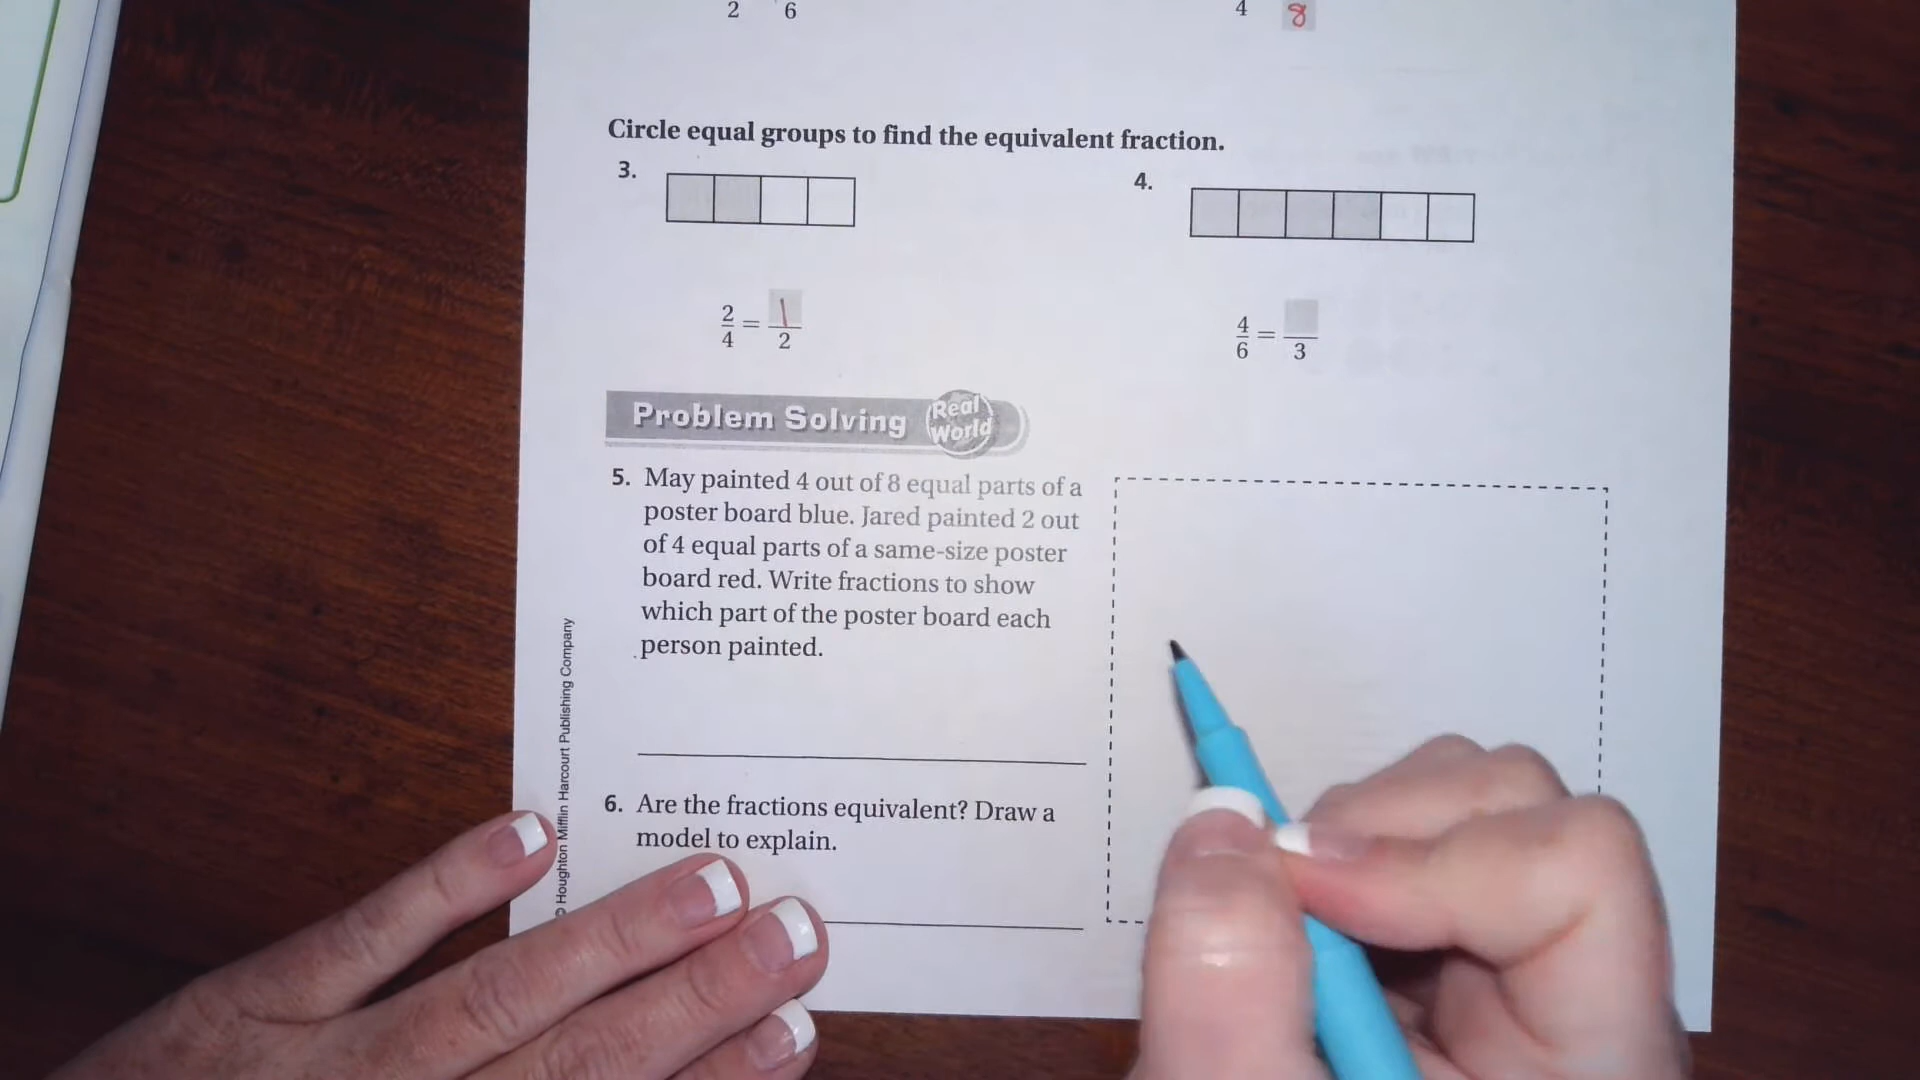 2 6
4 8
Circle equal groups to find the equivalent fraction.
3.
4.
2/4 = 1/2
4/6 = /3
Problem Solving Real World
5. May painted 4 out of 8 equal parts of a
poster board blue. Jared painted 2 out
of 4 equal parts of a same-size poster
board red. Write fractions to show
which part of the poster board each
person painted.
6. Are the fractions equivalent? Draw a
model to explain.
© Houghton Mifflin Harcourt Publishing Company